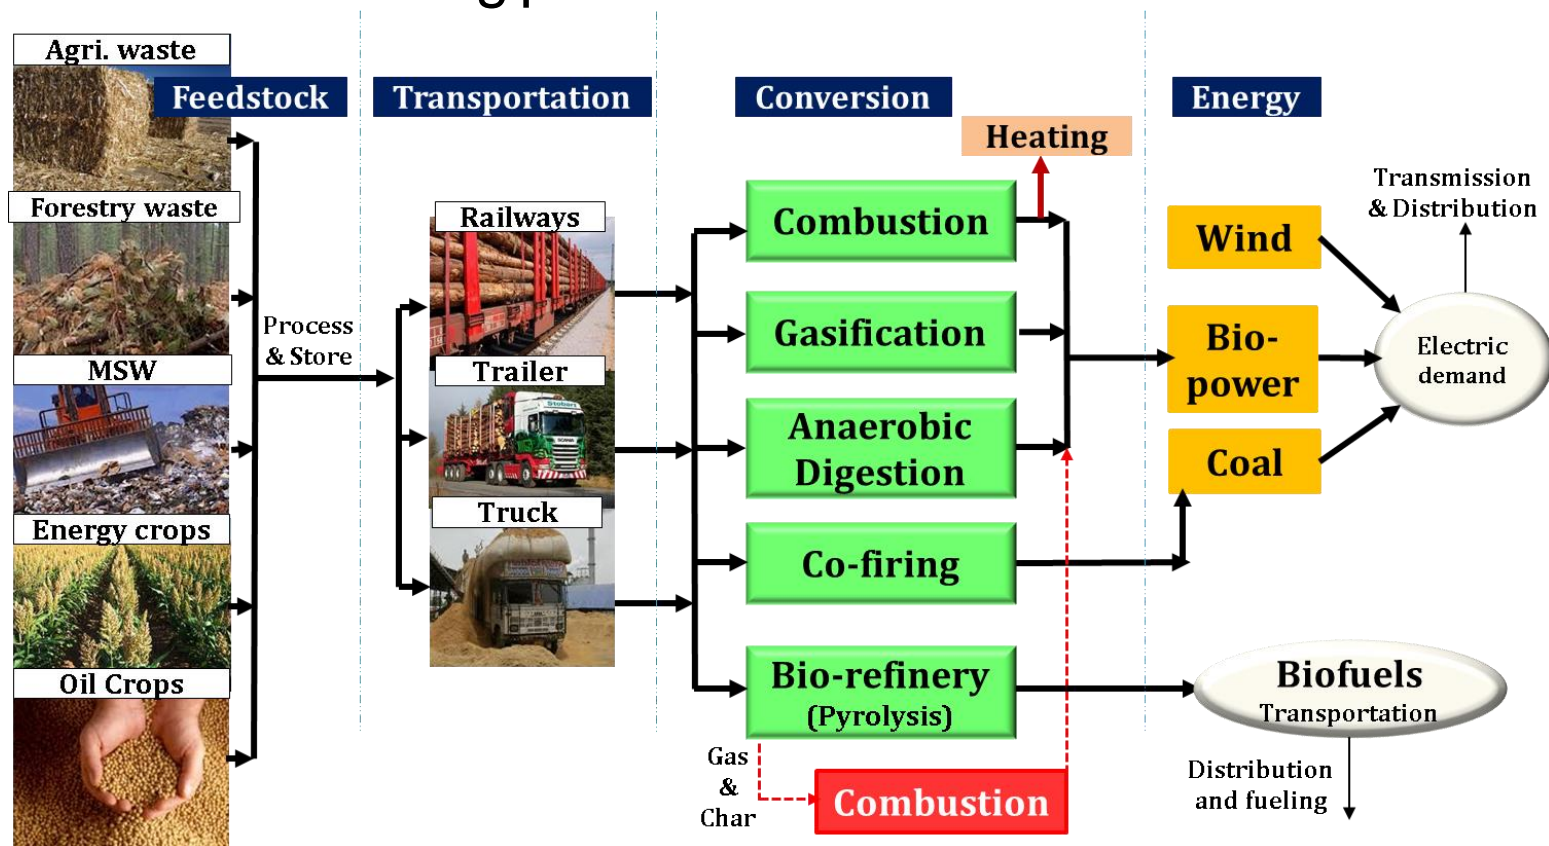 Agri. waste
Feedstock
Transportation
Conversion
Energy
Heating
Forestry waste
Process
& Store
MSW
Energy crops
Oil Crops
Railways
Trailer
Stobart
SCANIA
Truck
Combustion
Gasification
Anaerobic
Digestion
Co-firing
Bio-refinery
(Pyrolysis)
Gas
&
Char
Combustion
Transmission
& Distribution
Wind
Bio-
power
Coal
Electric
demand
Biofuels
Transportation
Distribution
and fueling